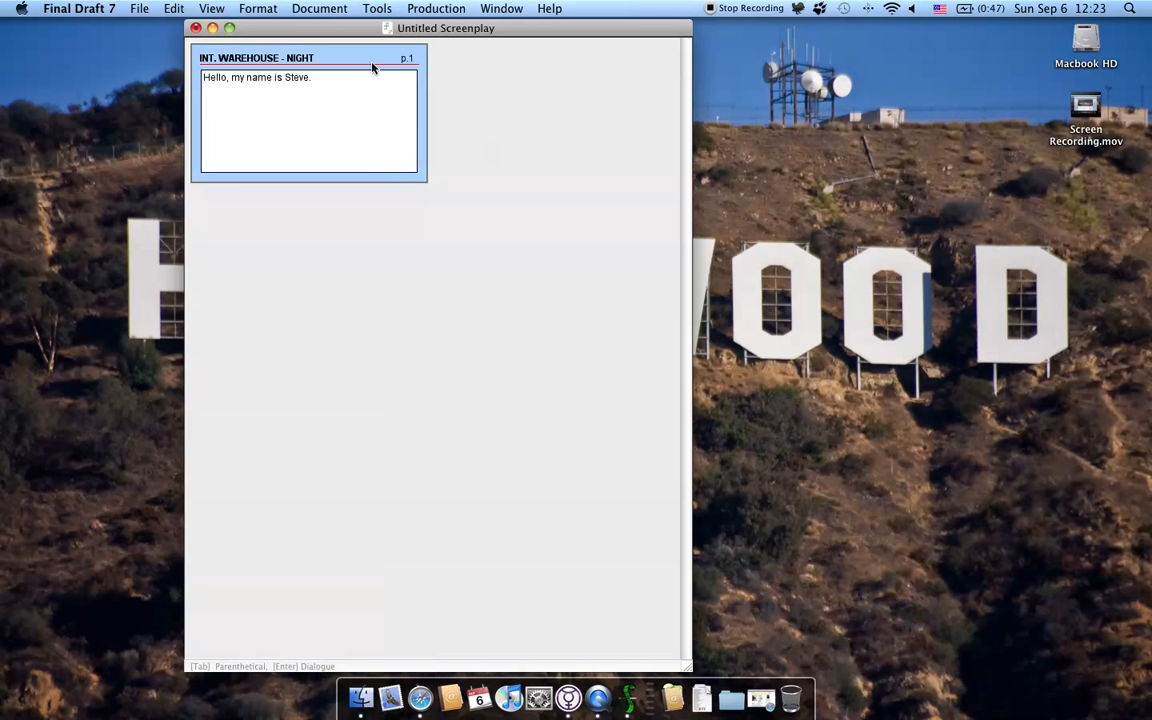 Final Draft 7 File Edit View Format Document Tools Production Window Help Stop Recording (0:47) Sun Sep 6 12:23
Untitled Screenplay
INT. WAREHOUSE - NIGHT p.1
Hello, my name is Steve.
Macbook HD
Screen
Recording.mov
H W O O D
[Tab] Parenthetical, [Enter] Dialogue
6